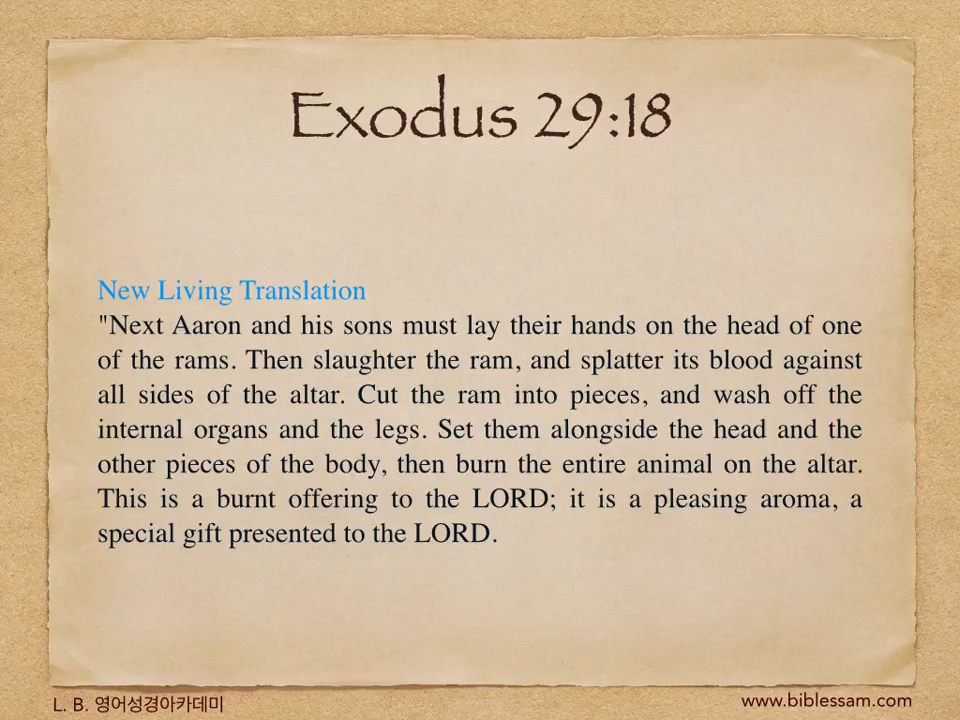 Exodus 29:18
New Living Translation
"Next Aaron and his sons must lay their hands on the head of one
of the rams. Then slaughter the ram, and splatter its blood against
all sides of the altar. Cut the ram into pieces, and wash off the
internal organs and the legs. Set them alongside the head and the
other pieces of the body, then burn the entire animal on the altar.
This is a burnt offering to the LORD; it is a pleasing aroma, a
special gift presented to the LORD.
L. B. 영어성경아카데미
www.biblessam.com